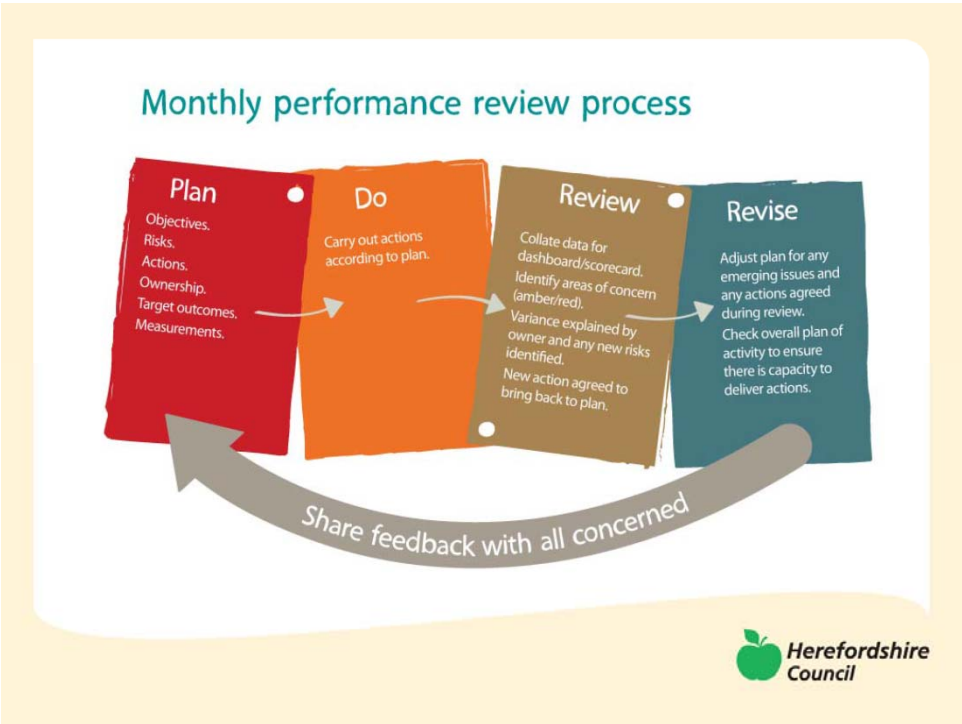 Monthly performance review process
Plan
Objectives.
Risks.
Actions.
Ownership.
Target outcomes.
Measurements.
Do
Carry out actions
according to plan.
Review
Collate data for
dashboard/scorecard.
Identify areas of concern
(amber/red).
Variance explained by
owner and any new risks
identified.
New action agreed to
bring back to plan.
Revise
Adjust plan for any
emerging issues and
any actions agreed
during review.
Check overall plan of
activity to ensure
there is capacity to
deliver actions.
Share feedback with all concerned
Herefordshire
Council